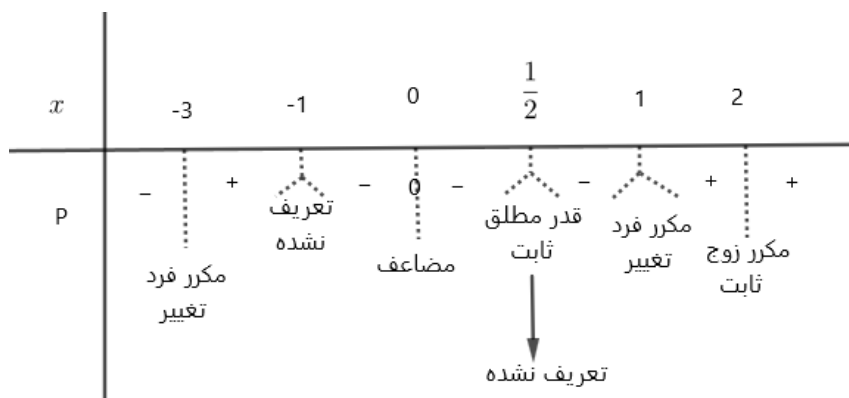 x -3 -1 0 1/2 1 2
P − + − 0 − − + +
مکرر فرد
تغییر
تعریف
نشده
مضاعف
قدر مطلق
ثابت
تعریف نشده
مکرر فرد
تغییر
مکرر زوج
ثابت